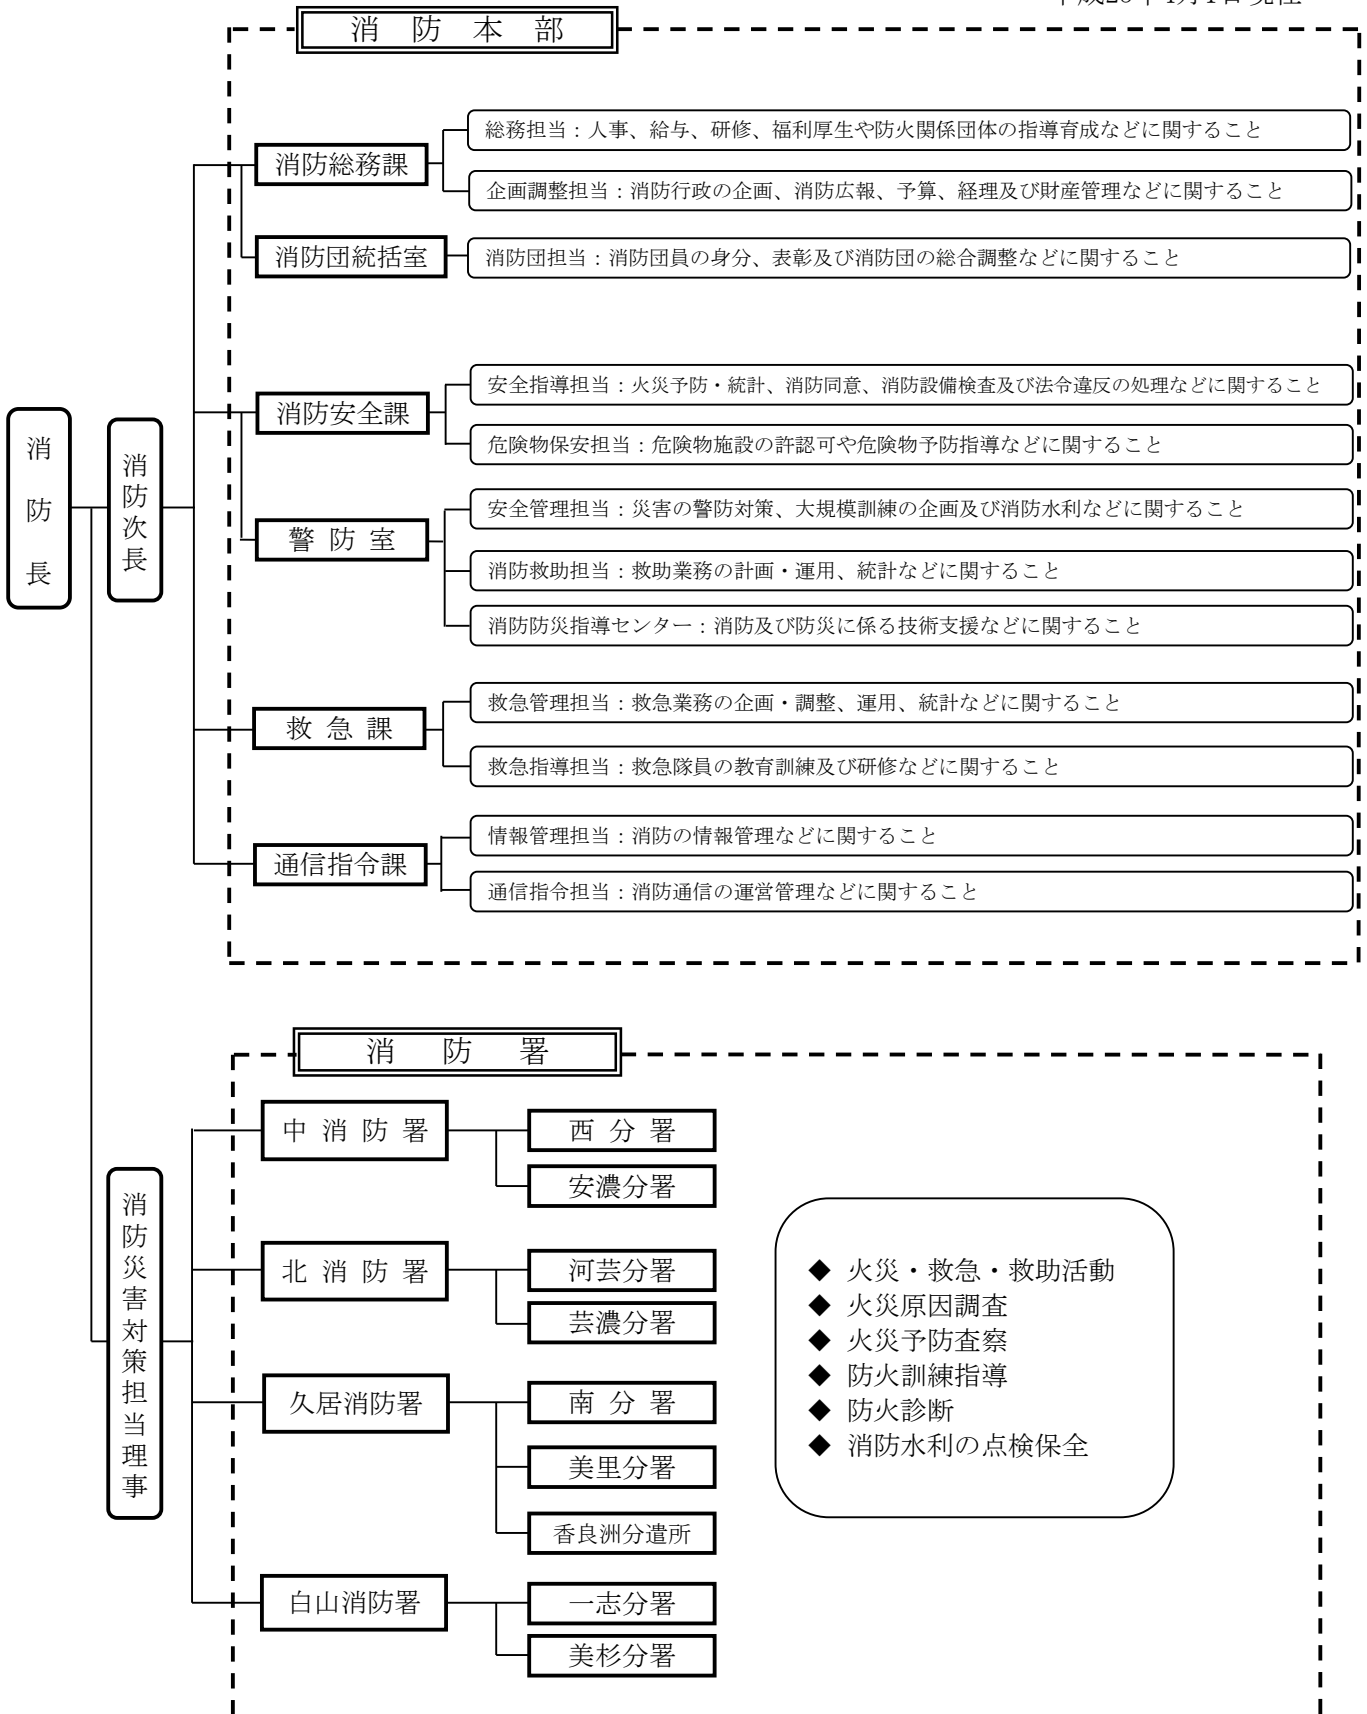 消防本部
総務担当：人事、給与、研修、福利厚生や防火関係団体の指導育成などに関すること
消防総務課
企画調整担当：消防行政の企画、消防広報、予算、経理及び財産管理などに関すること
消防団統括室
消防団担当：消防団員の身分、表彰及び消防団の総合調整などに関すること
安全指導担当：火災予防・統計、消防同意、消防設備検査及び法令違反の処理などに関すること
消防安全課
危険物保安担当：危険物施設の許認可や危険物予防指導などに関すること
消防長
消防次長
安全管理担当：災害の警防対策、大規模訓練の企画及び消防水利などに関すること
警防室
消防救助担当：救助業務の計画・運用、統計などに関すること
消防防災指導センター：消防及び防災に係る技術支援などに関すること
救急管理担当：救急業務の企画・調整、運用、統計などに関すること
救急課
救急指導担当：救急隊員の教育訓練及び研修などに関すること
情報管理担当：消防の情報管理などに関すること
通信指令課
通信指令担当：消防通信の運営管理などに関すること
消防署
中消防署
西分署
安濃分署
消防災害対策担当理事
北消防署
河芸分署
芸濃分署
久居消防署
南分署
美里分署
香良洲分遣所
白山消防署
一志分署
美杉分署
◆ 火災・救急・救助活動
◆ 火災原因調査
◆ 火災予防査察
◆ 防火訓練指導
◆ 防火診断
◆ 消防水利の点検保全